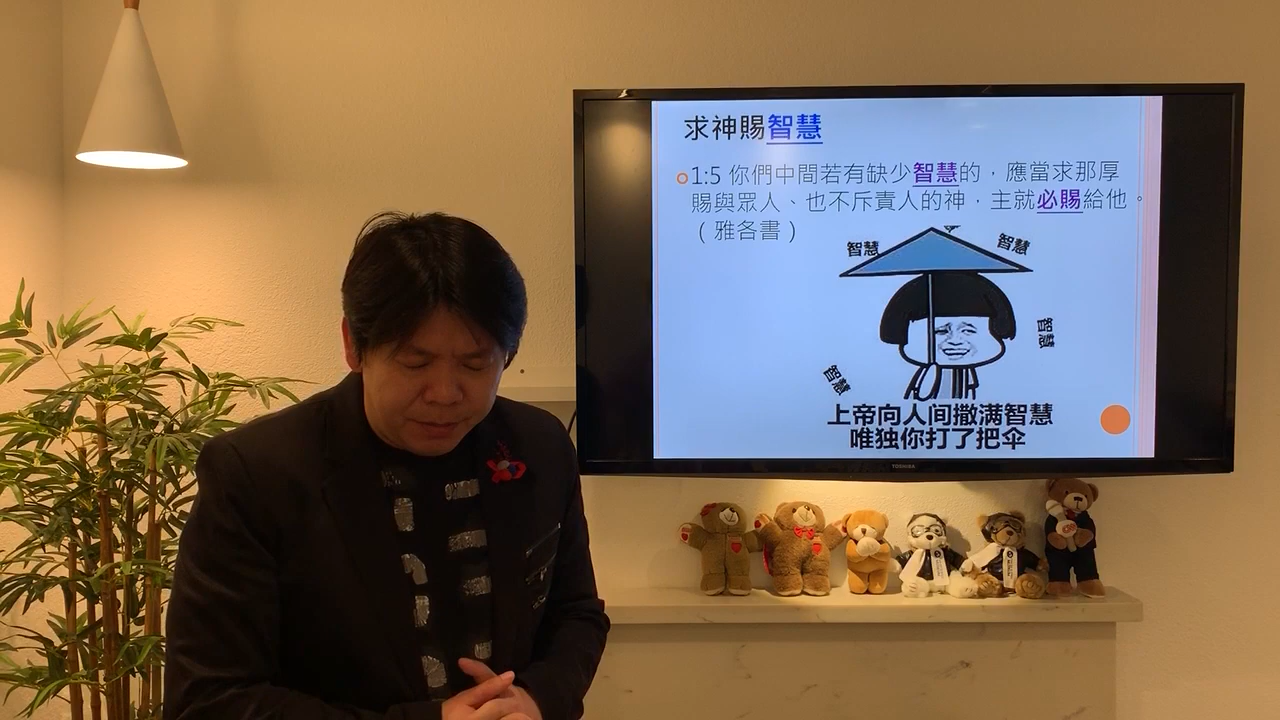 求神賜智慧
1:5 你們中間若有缺少智慧的，應當求那厚
賜與眾人、也不斥責人的神，主就必賜給他。
（雅各書）
智慧
智慧
智慧
智慧
上帝向人间撒满智慧
唯独你打了把伞
TOSHIBA